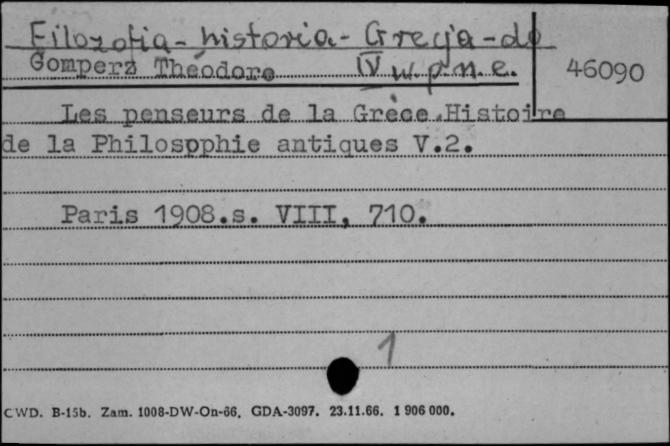 Filozofia - historia - Grecja - do
IV w. p. n. e.
Gomperz Théodore
46090
Les penseurs de la Grèce.Histoire
de la Philospphie antiques V.2.
Paris 1908.s. VIII, 710.
1
CWD. B-15b. Zam. 1008-DW-On-66. GDA-3097. 23.11.66. 1 906 000.